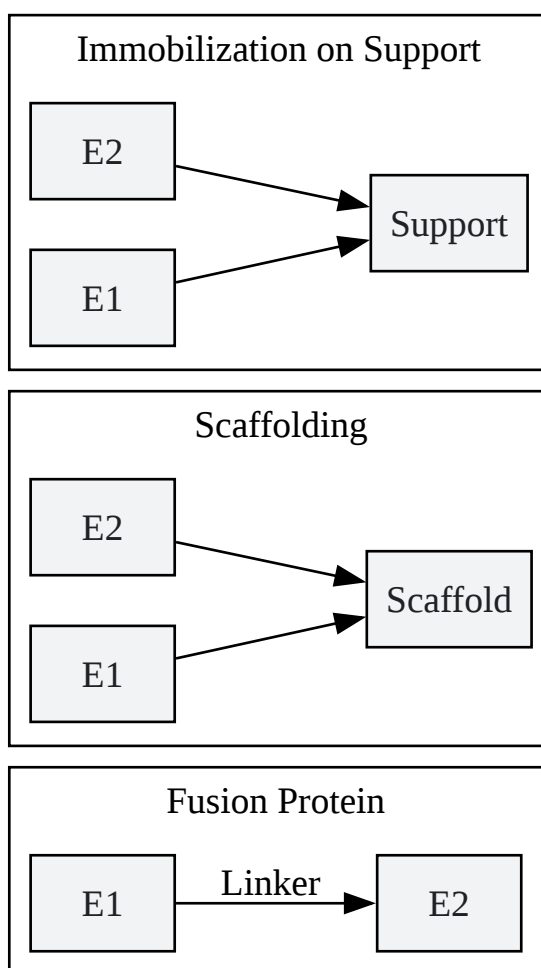 Immobilization on Support
E2
Support
E1
Scaffolding
E2
Scaffold
E1
Fusion Protein
E1
Linker
E2